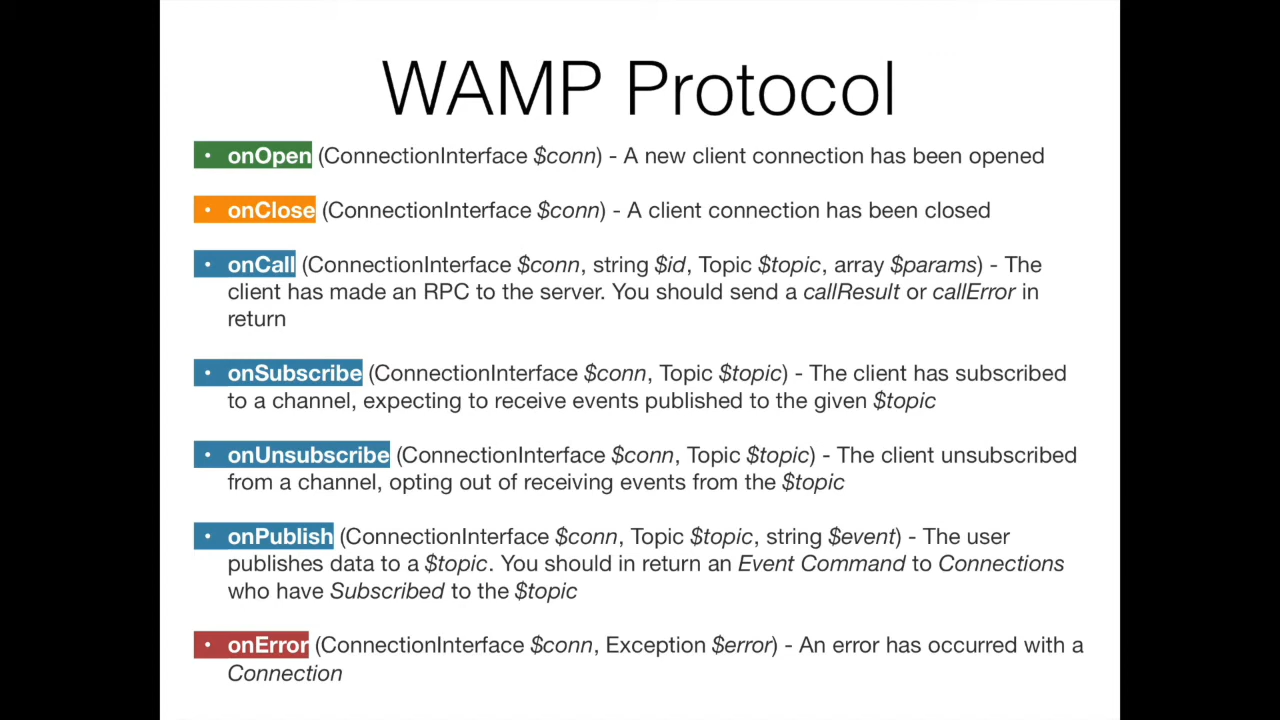 WAMP Protocol
• onOpen (ConnectionInterface $conn) - A new client connection has been opened
• onClose (ConnectionInterface $conn) - A client connection has been closed
• onCall (ConnectionInterface $conn, string $id, Topic $topic, array $params) - The
client has made an RPC to the server. You should send a callResult or callError in
return
• onSubscribe (ConnectionInterface $conn, Topic $topic) - The client has subscribed
to a channel, expecting to receive events published to the given $topic
• onUnsubscribe (ConnectionInterface $conn, Topic $topic) - The client unsubscribed
from a channel, opting out of receiving events from the $topic
• onPublish (ConnectionInterface $conn, Topic $topic, string $event) - The user
publishes data to a $topic. You should in return an Event Command to Connections
who have Subscribed to the $topic
• onError (ConnectionInterface $conn, Exception $error) - An error has occurred with a
Connection